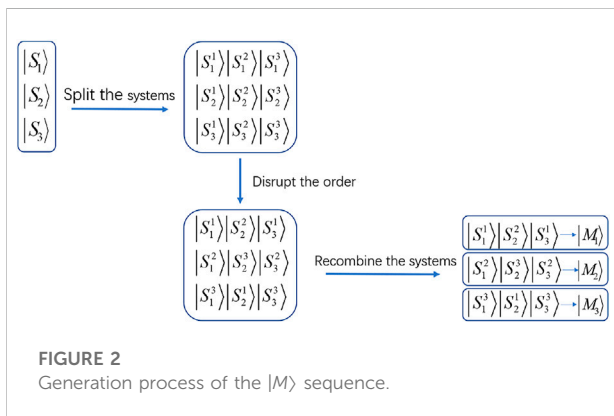 |S₁⟩
|S₂⟩
|S₃⟩
Split the systems
|S₁¹⟩|S₁²⟩|S₁³⟩
|S₂¹⟩|S₂²⟩|S₂³⟩
|S₃¹⟩|S₃²⟩|S₃³⟩
Disrupt the order
|S₁¹⟩|S₂²⟩|S₃¹⟩
|S₁²⟩|S₂³⟩|S₃²⟩
|S₁³⟩|S₂¹⟩|S₃³⟩
Recombine the systems
|S₁¹⟩|S₂²⟩|S₃¹⟩→|M₁⟩
|S₁²⟩|S₂³⟩|S₃²⟩→|M₂⟩
|S₁³⟩|S₂¹⟩|S₃³⟩→|M₃⟩
FIGURE 2
Generation process of the |M⟩ sequence.